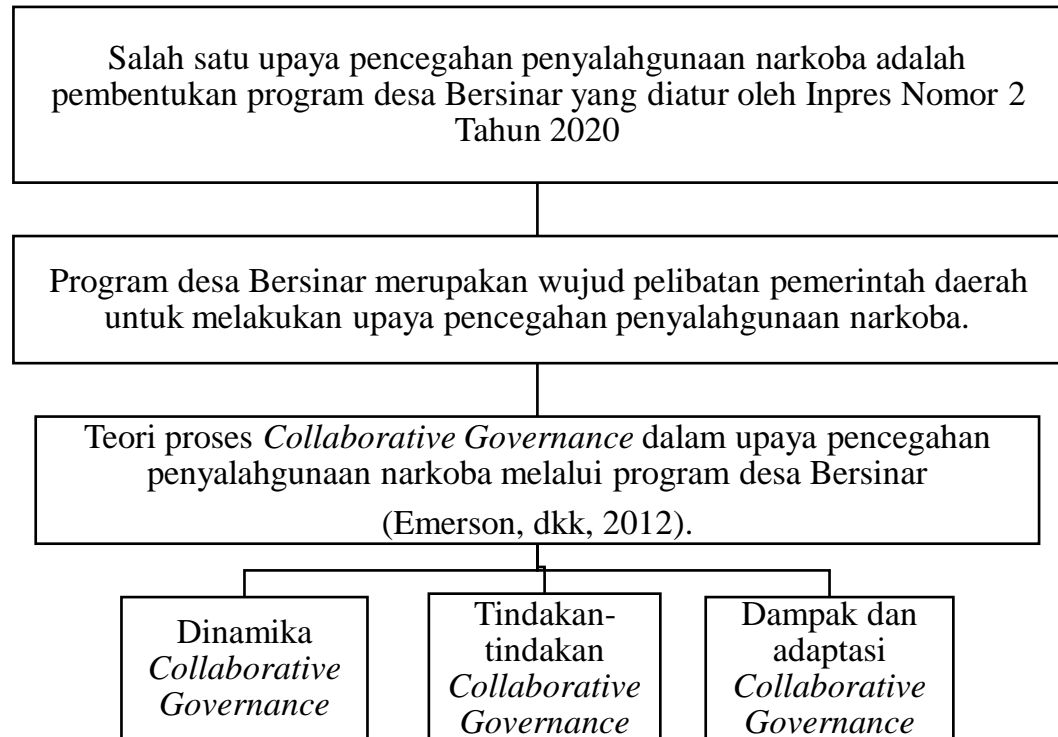 Salah satu upaya pencegahan penyalahgunaan narkoba adalah
pembentukan program desa Bersinar yang diatur oleh Inpres Nomor 2
Tahun 2020
Program desa Bersinar merupakan wujud pelibatan pemerintah daerah
untuk melakukan upaya pencegahan penyalahgunaan narkoba.
Teori proses Collaborative Governance dalam upaya pencegahan
penyalahgunaan narkoba melalui program desa Bersinar
(Emerson, dkk, 2012).
Dinamika
Collaborative
Governance
Tindakan-
tindakan
Collaborative
Governance
Dampak dan
adaptasi
Collaborative
Governance